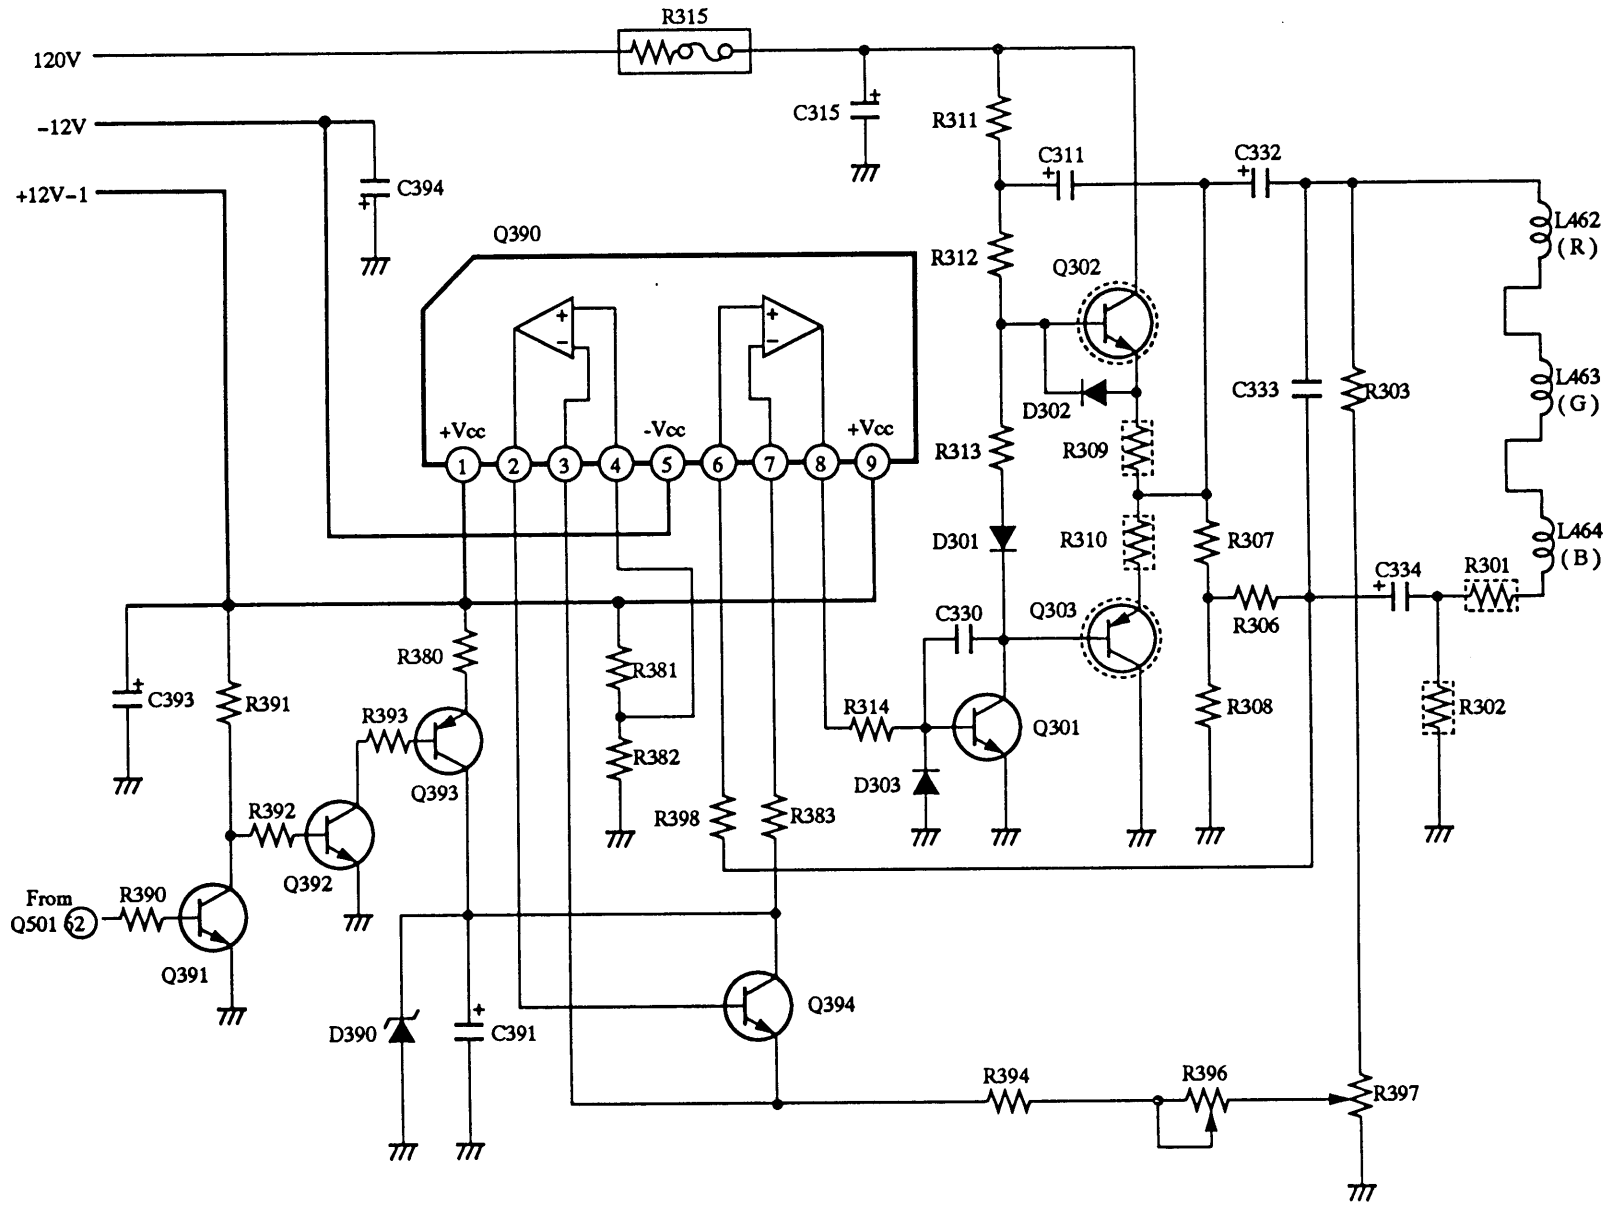 R315
120V
C315
R311
-12V
C311
C332
C394
+12V-1
L462
(R)
Q390
R312
Q302
+
-
+
-
D302
C333
R303
L463
(G)
+Vcc
-Vcc
+Vcc
R313
R309
1 2 3 4 5 6 7 8 9
D301
R310
R307
L464
(B)
C334
R301
C330
Q303
R306
R380
R381
C393
R391
R393
R314
Q301
R308
R302
R382
Q393
D303
R392
R398
R383
Q392
From
Q501 62
R390
Q391
Q394
D390
C391
R394
R396
R397